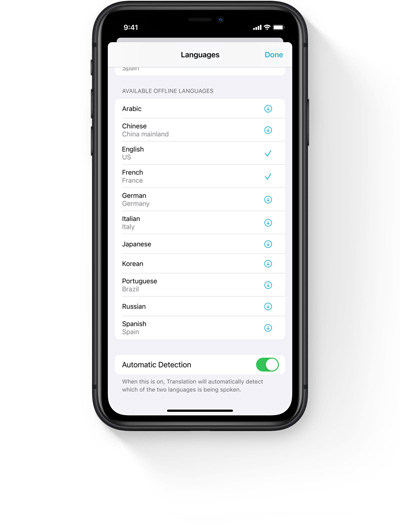 9:41
Languages
Done
Spain
AVAILABLE OFFLINE LANGUAGES
Arabic
Chinese
China mainland
English
US
French
France
German
Germany
Italian
Italy
Japanese
Korean
Portuguese
Brazil
Russian
Spanish
Spain
Automatic Detection
When this is on, Translation will automatically detect
which of the two languages is being spoken.